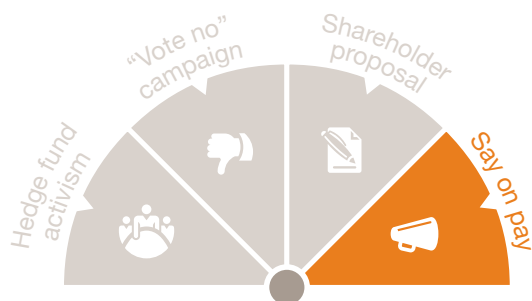 Hedge fund
activism
“Vote no”
campaign
Shareholder
proposal
Say on pay